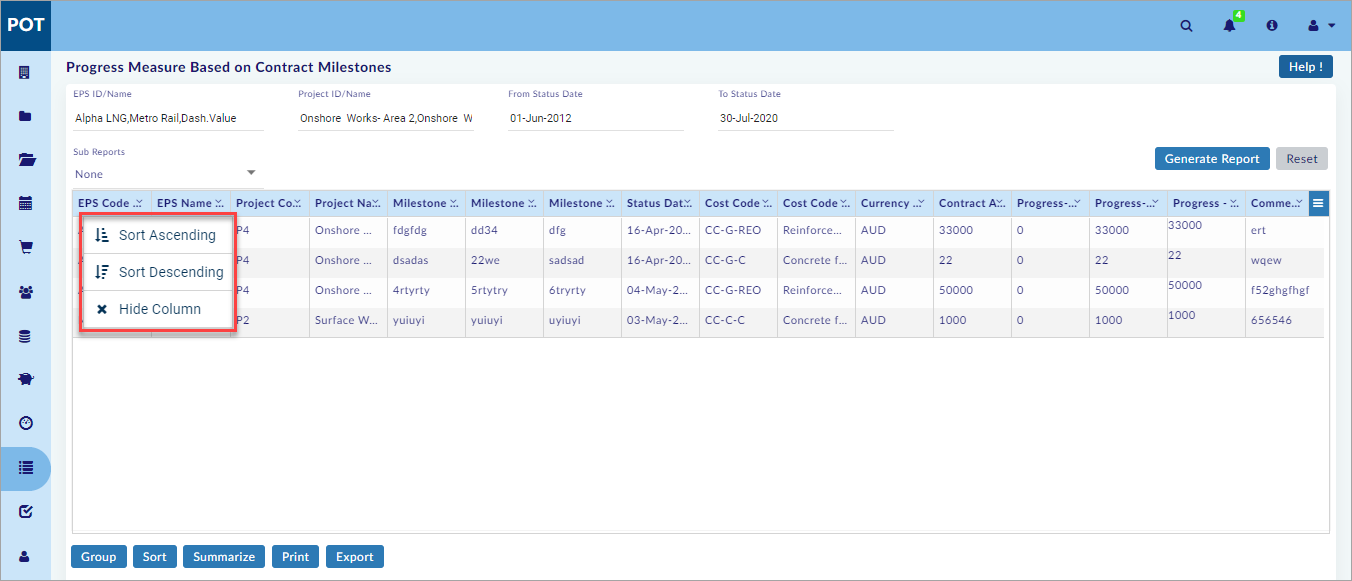 POT
4
Progress Measure Based on Contract Milestones
Help !
EPS ID/Name Project ID/Name From Status Date To Status Date
Alpha LNG,Metro Rail,Dash.Value Onshore Works- Area 2,Onshore W 01-Jun-2012 30-Jul-2020
Sub Reports
None
Generate Report Reset
EPS Code ... EPS Name ... Project Co... Project Na... Milestone ... Milestone ... Milestone ... Status Dat... Cost Code ... Cost Code ... Currency ... Contract A... Progress-... Progress-... Progress - ... Comme...
P4 Onshore ... fdgfdg dd34 dfg 16-Apr-20... CC-G-REO Reinforce... AUD 33000 0 33000 33000 ert
P4 Onshore ... dsadas 22we sadsad 16-Apr-20... CC-G-C Concrete f... AUD 22 0 22 22 wqew
P4 Onshore ... 4rtyrty 5rtytry 6tryrty 04-May-2... CC-G-REO Reinforce... AUD 50000 0 50000 50000 f52ghgfhgf
P2 Surface W... yuiuyi yuiuyi uyiuyi 03-May-2... CC-C-C Concrete f... AUD 1000 0 1000 1000 656546
Sort Ascending
Sort Descending
Hide Column
Group Sort Summarize Print Export